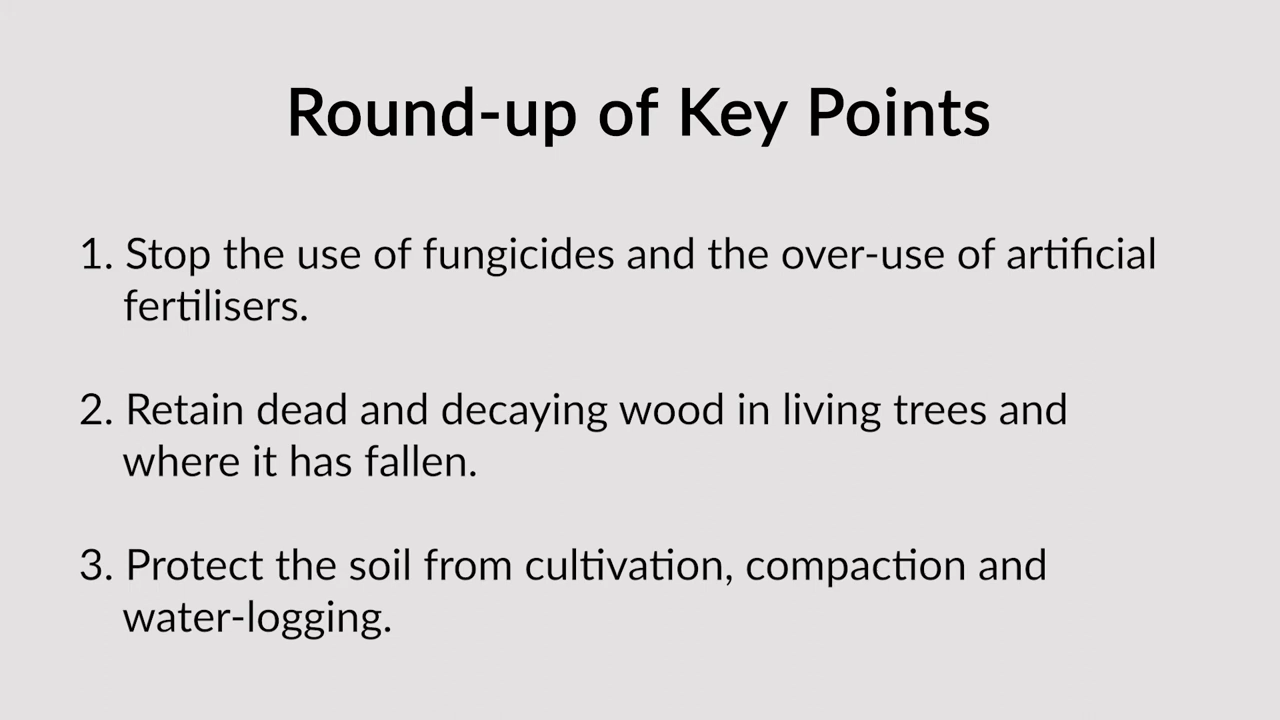 Round-up of Key Points
1. Stop the use of fungicides and the over-use of artificial
fertilisers.
2. Retain dead and decaying wood in living trees and
where it has fallen.
3. Protect the soil from cultivation, compaction and
water-logging.